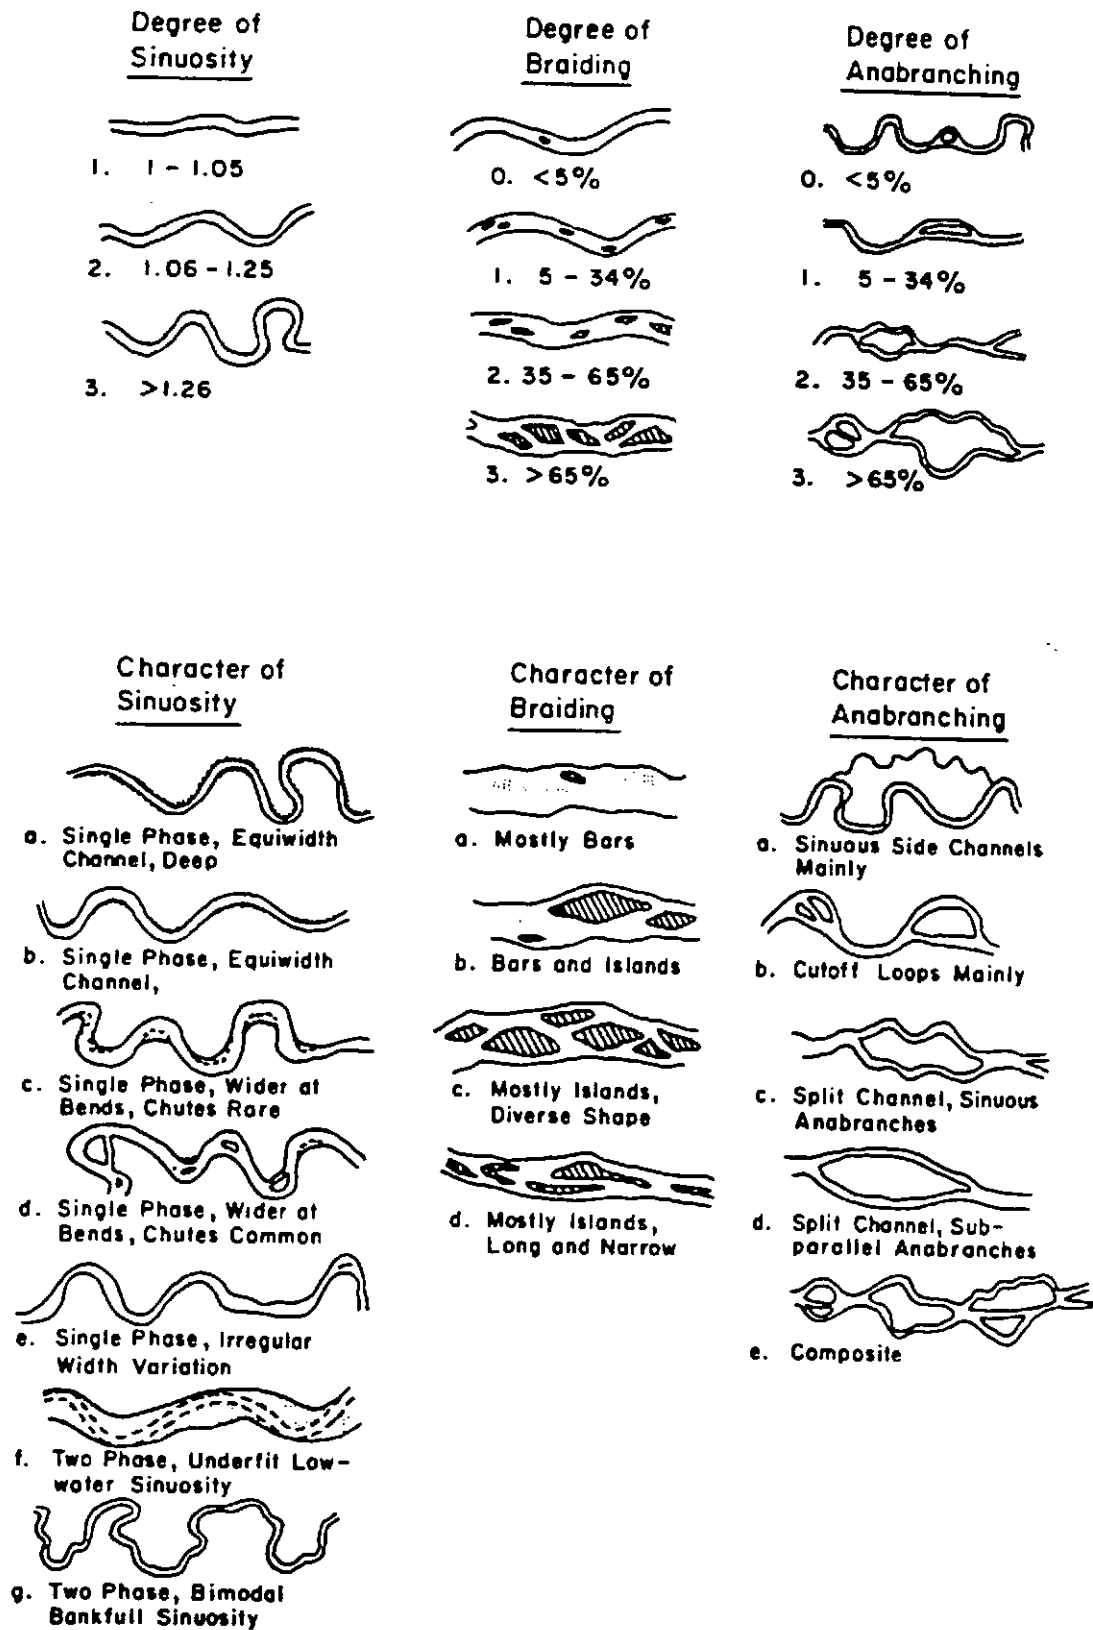 Degree of
Sinuosity
1. 1 - 1.05
2. 1.06 - 1.25
3. >1.26
Degree of
Braiding
0. <5%
1. 5 - 34%
2. 35 - 65%
3. >65%
Degree of
Anabranching
0. <5%
1. 5 - 34%
2. 35 - 65%
3. >65%
Character of
Sinuosity
a. Single Phase, Equiwidth
Channel, Deep
b. Single Phase, Equiwidth
Channel,
c. Single Phase, Wider at
Bends, Chutes Rare
d. Single Phase, Wider at
Bends, Chutes Common
e. Single Phase, Irregular
Width Variation
f. Two Phase, Underfit Low-
water Sinuosity
g. Two Phase, Bimodal
Bankfull Sinuosity
Character of
Braiding
a. Mostly Bars
b. Bars and Islands
c. Mostly Islands,
Diverse Shape
d. Mostly Islands,
Long and Narrow
Character of
Anabranching
a. Sinuous Side Channels
Mainly
b. Cutoff Loops Mainly
c. Split Channel, Sinuous
Anabranches
d. Split Channel, Sub-
parallel Anabranches
e. Composite